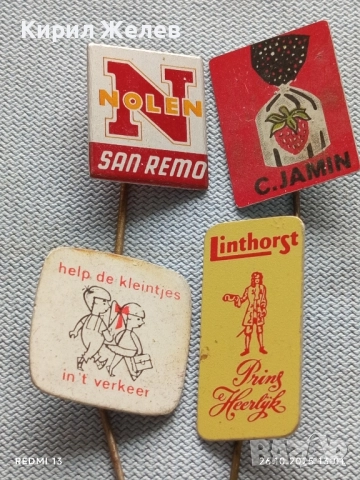 Кирил Желев
N
NOLEN
SAN-REMO
C.JAMIN
help de kleintjes
in 't verkeer
Linthorst
Prins
Heerlijk
REDMI 13